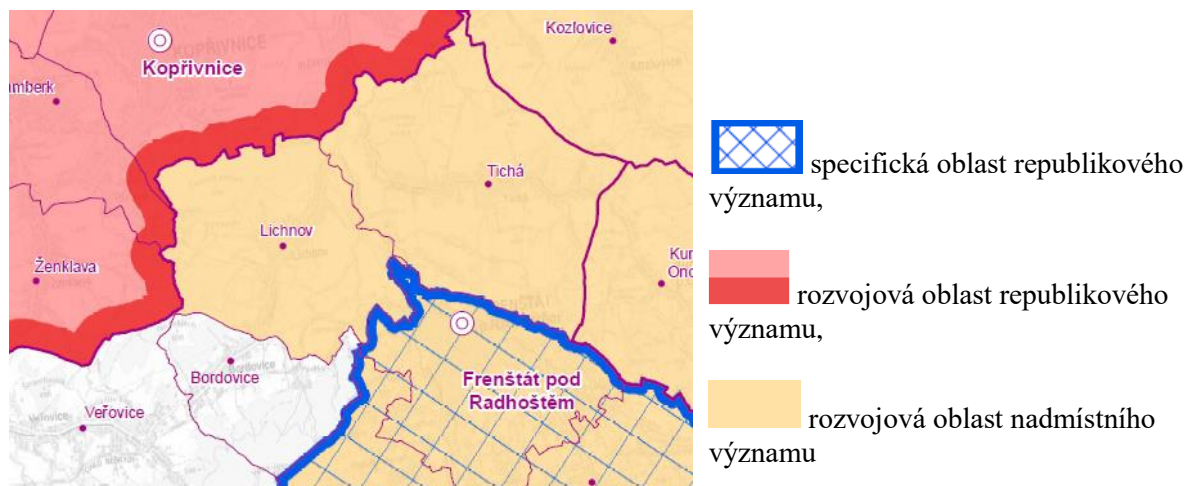 Kozlovice
KOPŘIVNICE
Kopřivnice
mberk
Tichá
Lichnov
Kun
Ženklava
Ond
Bordovice
Frenštát pod
Radhoštěm
Veřovice
specifická oblast republikového
významu,
rozvojová oblast republikového
významu,
rozvojová oblast nadmístního
významu